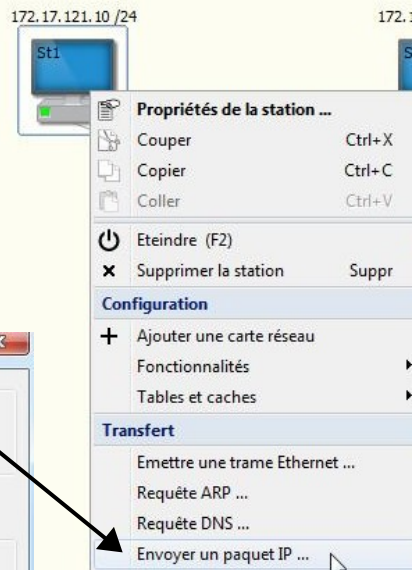 172.17.121.10 /24
172.1
St1
S
Propriétés de la station ...
Couper Ctrl+X
Copier Ctrl+C
Coller Ctrl+V
Eteindre (F2)
Supprimer la station Suppr
Configuration
Ajouter une carte réseau
Fonctionnalités
Tables et caches
Transfert
Emettre une trame Ethernet ...
Requête ARP ...
Requête DNS ...
Envoyer un paquet IP ...